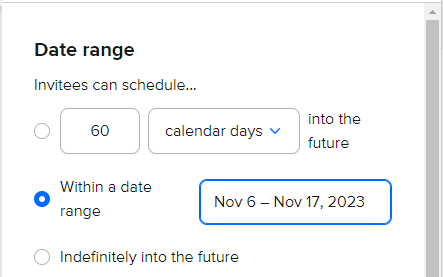 Date range
Invitees can schedule...
60 calendar days into the
future
Within a date
range
Nov 6 – Nov 17, 2023
Indefinitely into the future